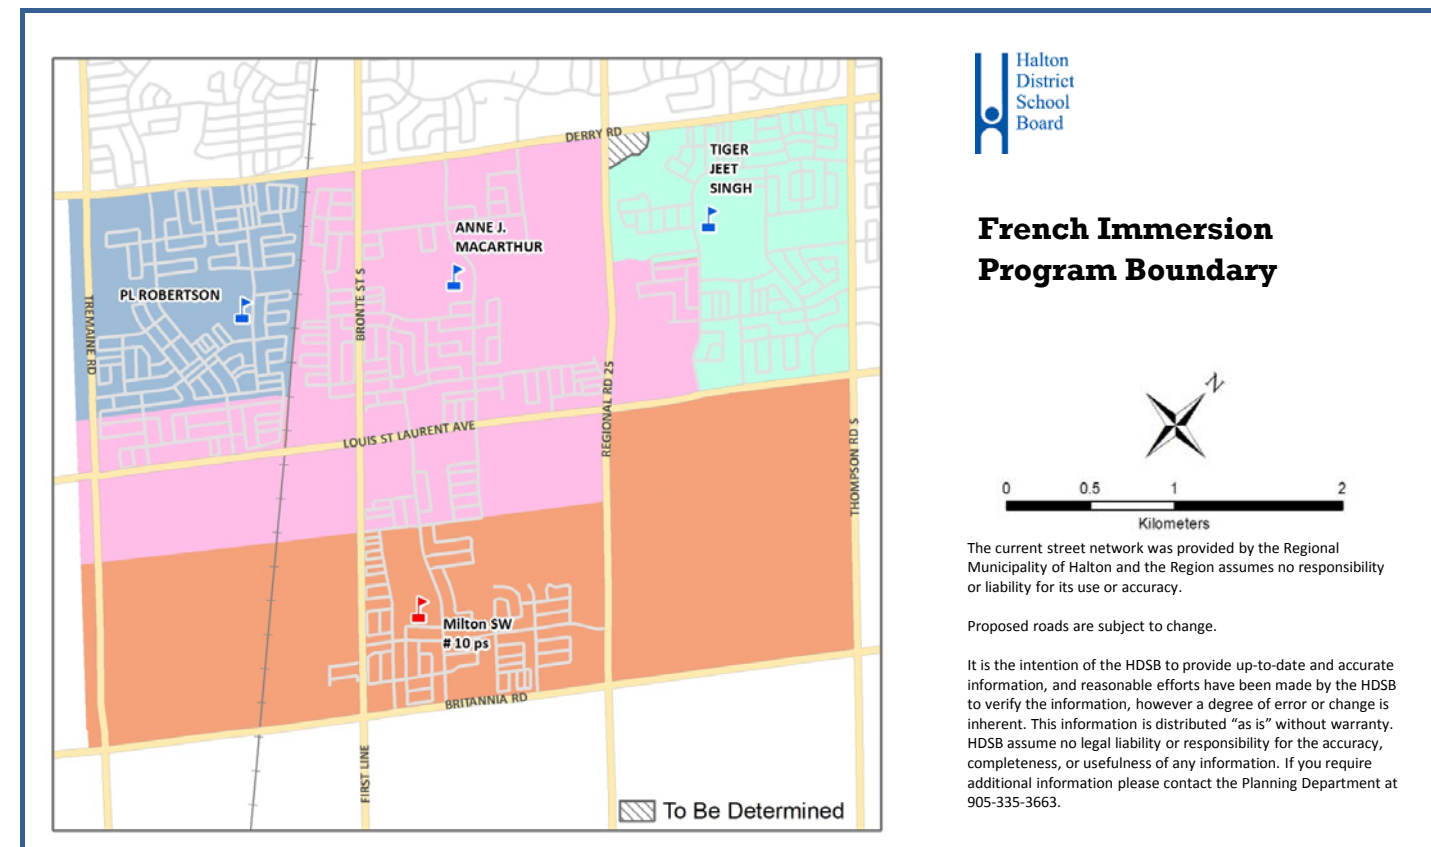 DERRY RD
TIGER
JEET
SINGH
ANNE J.
MACARTHUR
PL ROBERTSON
TREMAINE RD
BRONTE ST S
REGIONAL RD 25
LOUIS ST LAURENT AVE
THOMPSON RD S
Milton SW
# 10 ps
BRITANNIA RD
FIRST LINE
To Be Determined
Halton
District
School
Board
French Immersion
Program Boundary
N
0 0.5 1 2
Kilometers
The current street network was provided by the Regional
Municipality of Halton and the Region assumes no responsibility
or liability for its use or accuracy.
Proposed roads are subject to change.
It is the intention of the HDSB to provide up-to-date and accurate
information, and reasonable efforts have been made by the HDSB
to verify the information, however a degree of error or change is
inherent. This information is distributed “as is” without warranty.
HDSB assume no legal liability or responsibility for the accuracy,
completeness, or usefulness of any information. If you require
additional information please contact the Planning Department at
905-335-3663.